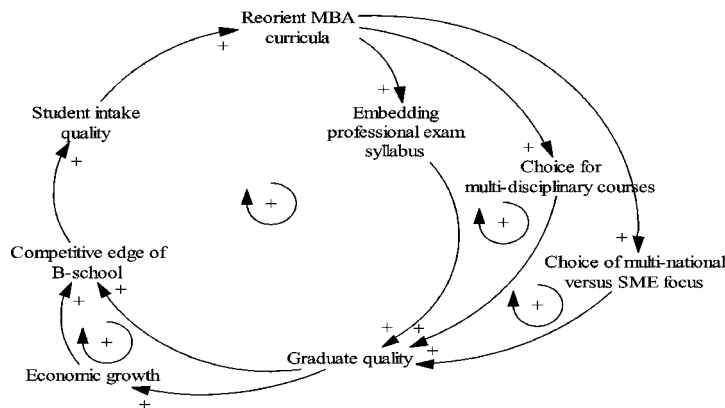 Reorient MBA
curricula
+
+
Student intake
quality
Embedding
professional exam
syllabus
+
+
Choice for
multi-disciplinary courses
+
+
+
Competitive edge of
B-school
Choice of multi-national
versus SME focus
+
+
+
+
+
+
+
Graduate quality
Economic growth
+